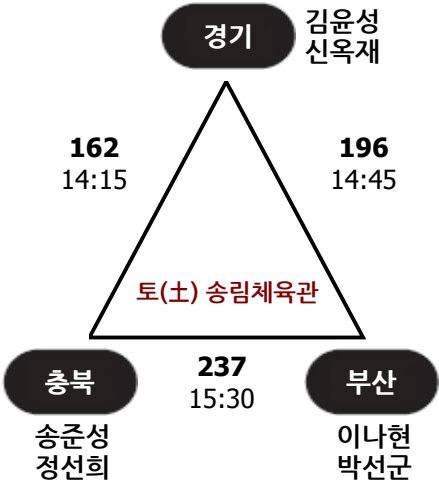 경기
김윤성
신옥재
162
14:15
196
14:45
토(土) 송림체육관
충북
237
15:30
부산
송준성
정선희
이나현
박선군